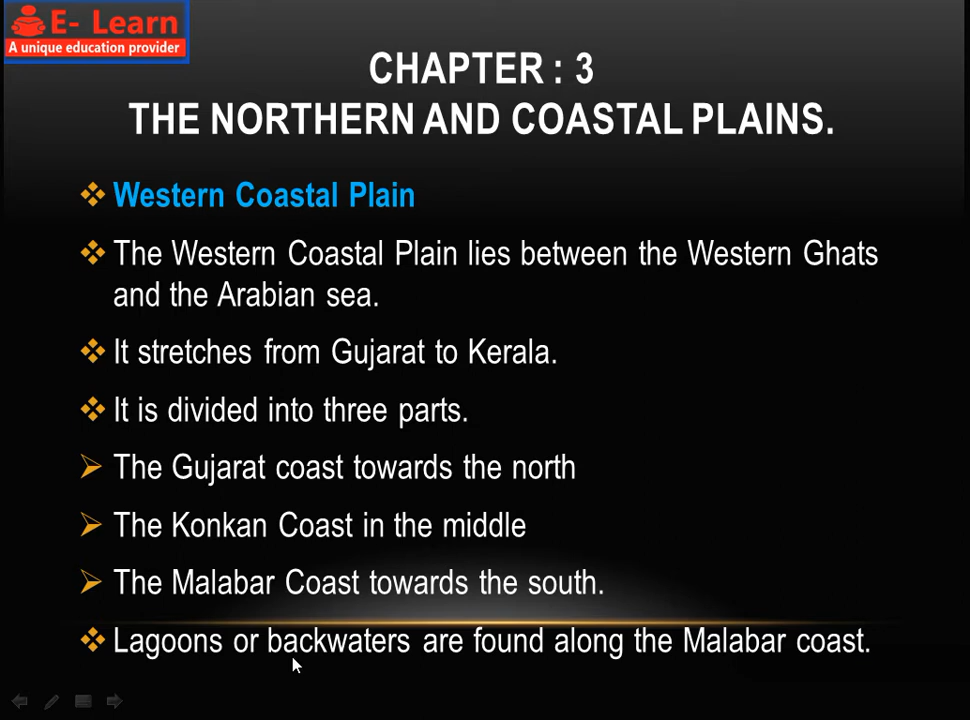 E- Learn
A unique education provider
CHAPTER : 3
THE NORTHERN AND COASTAL PLAINS.
Western Coastal Plain
The Western Coastal Plain lies between the Western Ghats
and the Arabian sea.
It stretches from Gujarat to Kerala.
It is divided into three parts.
The Gujarat coast towards the north
The Konkan Coast in the middle
The Malabar Coast towards the south.
Lagoons or backwaters are found along the Malabar coast.